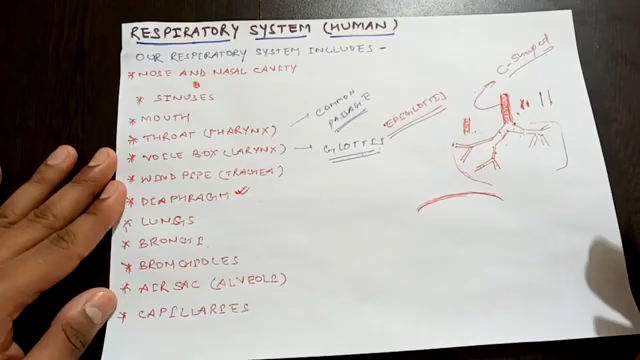 RESPIRATORY SYSTEM (HUMAN)
OUR RESPIRATORY SYSTEM INCLUDES -
* NOSE AND NASAL CAVITY
* SINUSES
* MOUTH
* THROAT (PHARYNX)
* VOICE BOX (LARYNX)
* WIND PIPE (TRACHEA)
* DIAPHRAGM ✓
* LUNGS
* BRONCHI
* BRONCHIOLES
* AIR SAC (ALVEOLI)
* CAPILLARIES
COMMON
PASSAGE
GLOTTIS
EPIGLOTTIS
C-Shaped